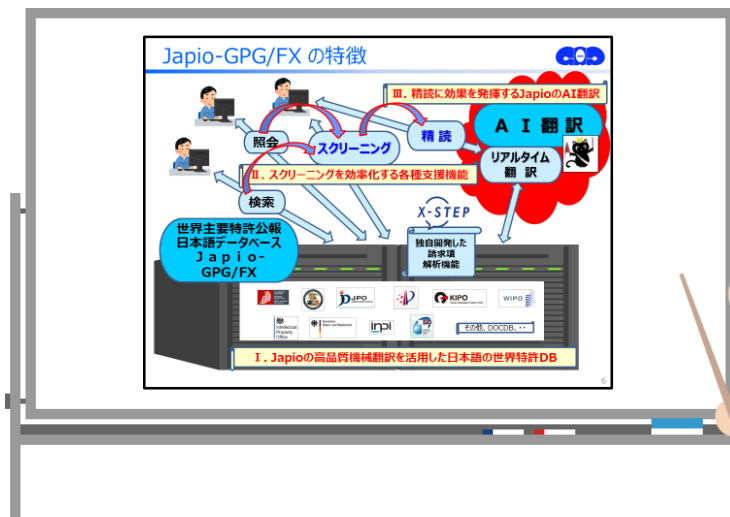 Japio-GPG/FX の特徴
Ⅲ．精読に効果を発揮するJapioのAI翻訳
照会
スクリーニング
精読
ＡＩ翻訳
リアルタイム
翻訳
Ⅱ．スクリーニングを効率化する各種支援機能
検索
X-STEP
世界主要特許公報
日本語データベース
Ｊａｐｉｏ-
GPG/FX
独自開発した
請求項
解析機能
JPO
KIPO
WIPO
Intellectual
Property
Office
inpi
その他、DOCDB、・・
Ⅰ．Japioの高品質機械翻訳を活用した日本語の世界特許DB
6